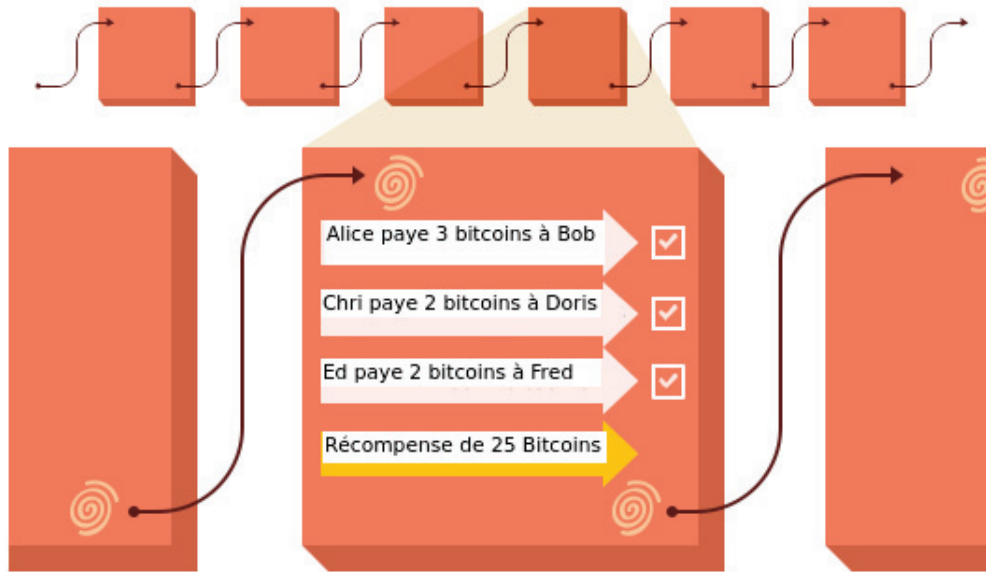 Alice paye 3 bitcoins à Bob
Chri paye 2 bitcoins à Doris
Ed paye 2 bitcoins à Fred
Récompense de 25 Bitcoins